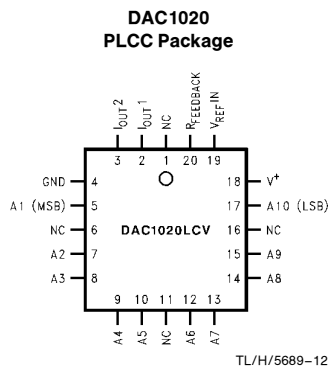 DAC1020
PLCC Package
IOUT2 IOUT1 NC RFEEDBACK VREF IN
3 2 1 20 19
GND 4 18 V+
A1 (MSB) 5 17 A10 (LSB)
NC 6 DAC1020LCV 16 NC
A2 7 15 A9
A3 8 14 A8
9 10 11 12 13
A4 A5 NC A6 A7
TL/H/5689-12